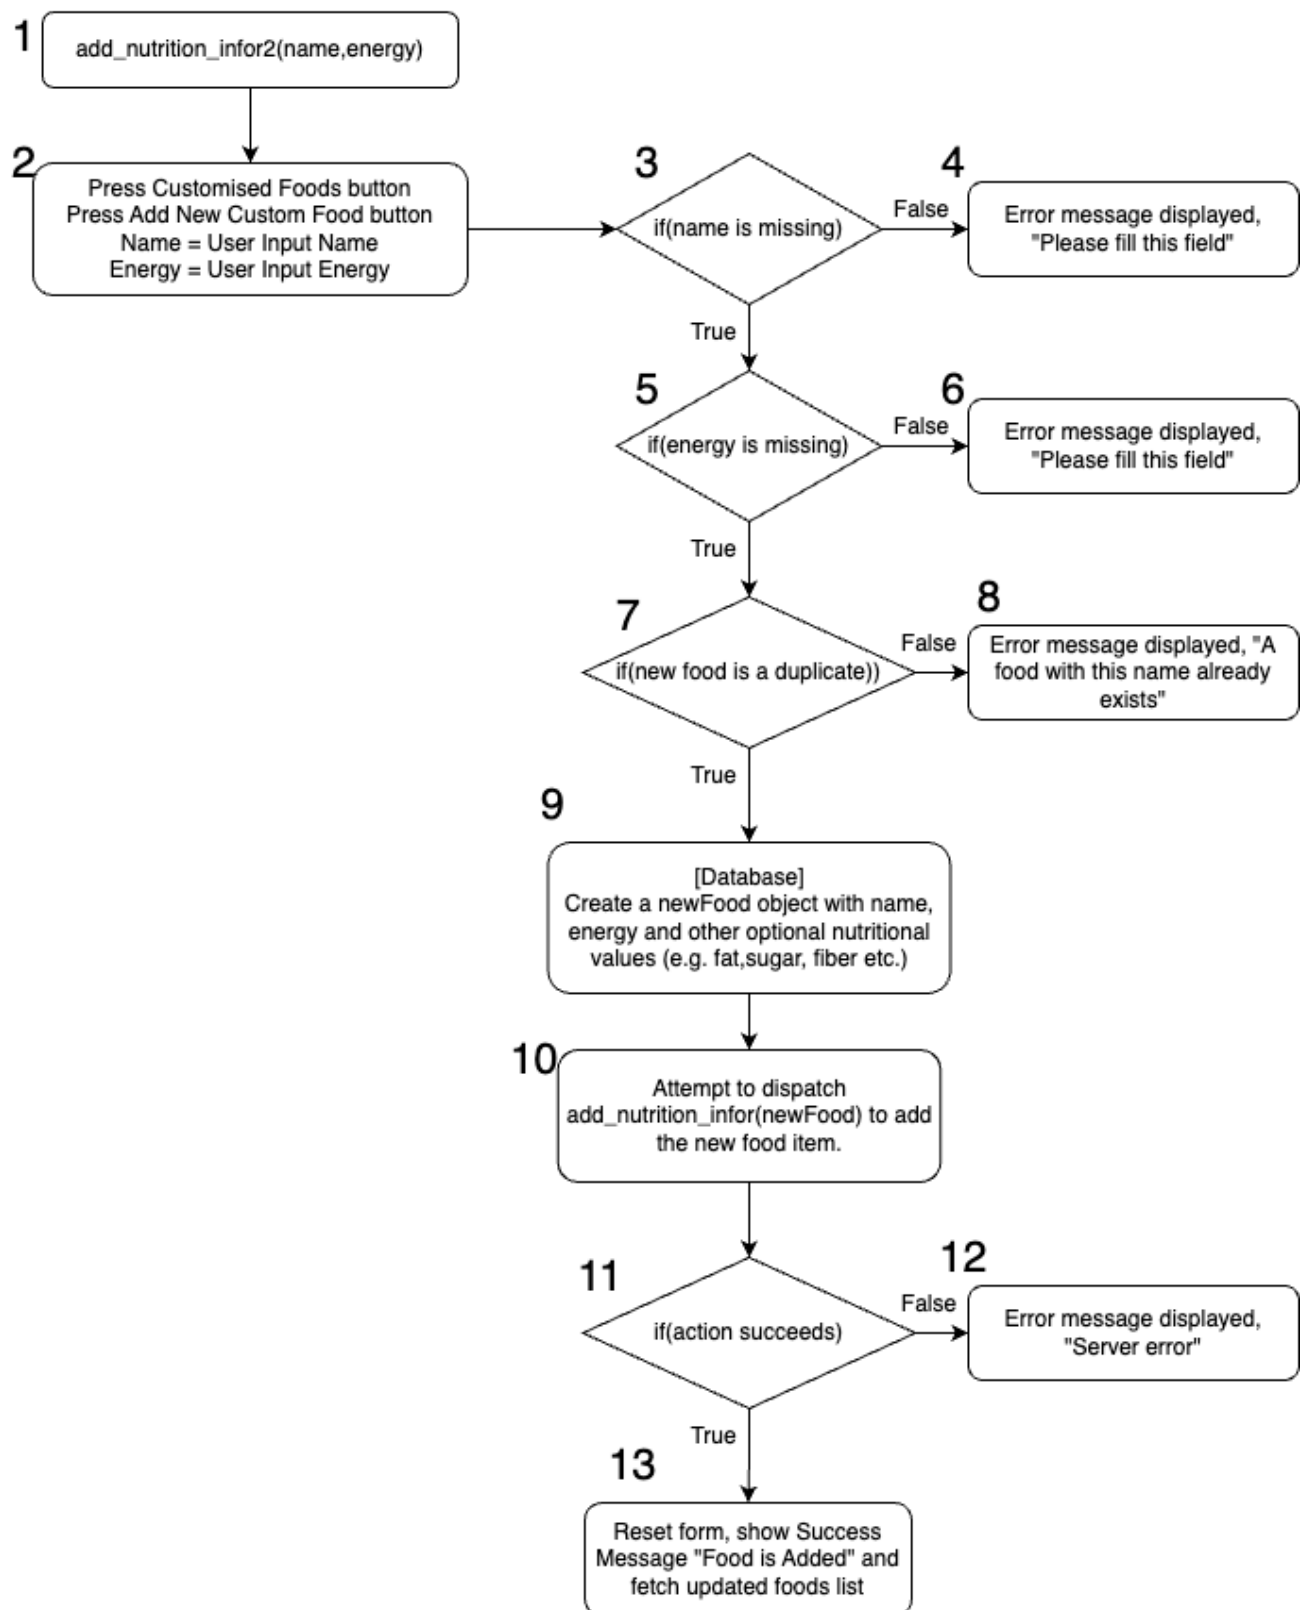 1
add_nutrition_infor2(name,energy)
2
Press Customised Foods button
Press Add New Custom Food button
Name = User Input Name
Energy = User Input Energy
3
if(name is missing)
False
4
Error message displayed,
"Please fill this field"
True
5
if(energy is missing)
False
6
Error message displayed,
"Please fill this field"
True
7
if(new food is a duplicate))
False
8
Error message displayed, "A
food with this name already
exists"
True
9
[Database]
Create a newFood object with name,
energy and other optional nutritional
values (e.g. fat,sugar, fiber etc.)
10
Attempt to dispatch
add_nutrition_infor(newFood) to add
the new food item.
11
if(action succeeds)
False
12
Error message displayed,
"Server error"
True
13
Reset form, show Success
Message "Food is Added" and
fetch updated foods list